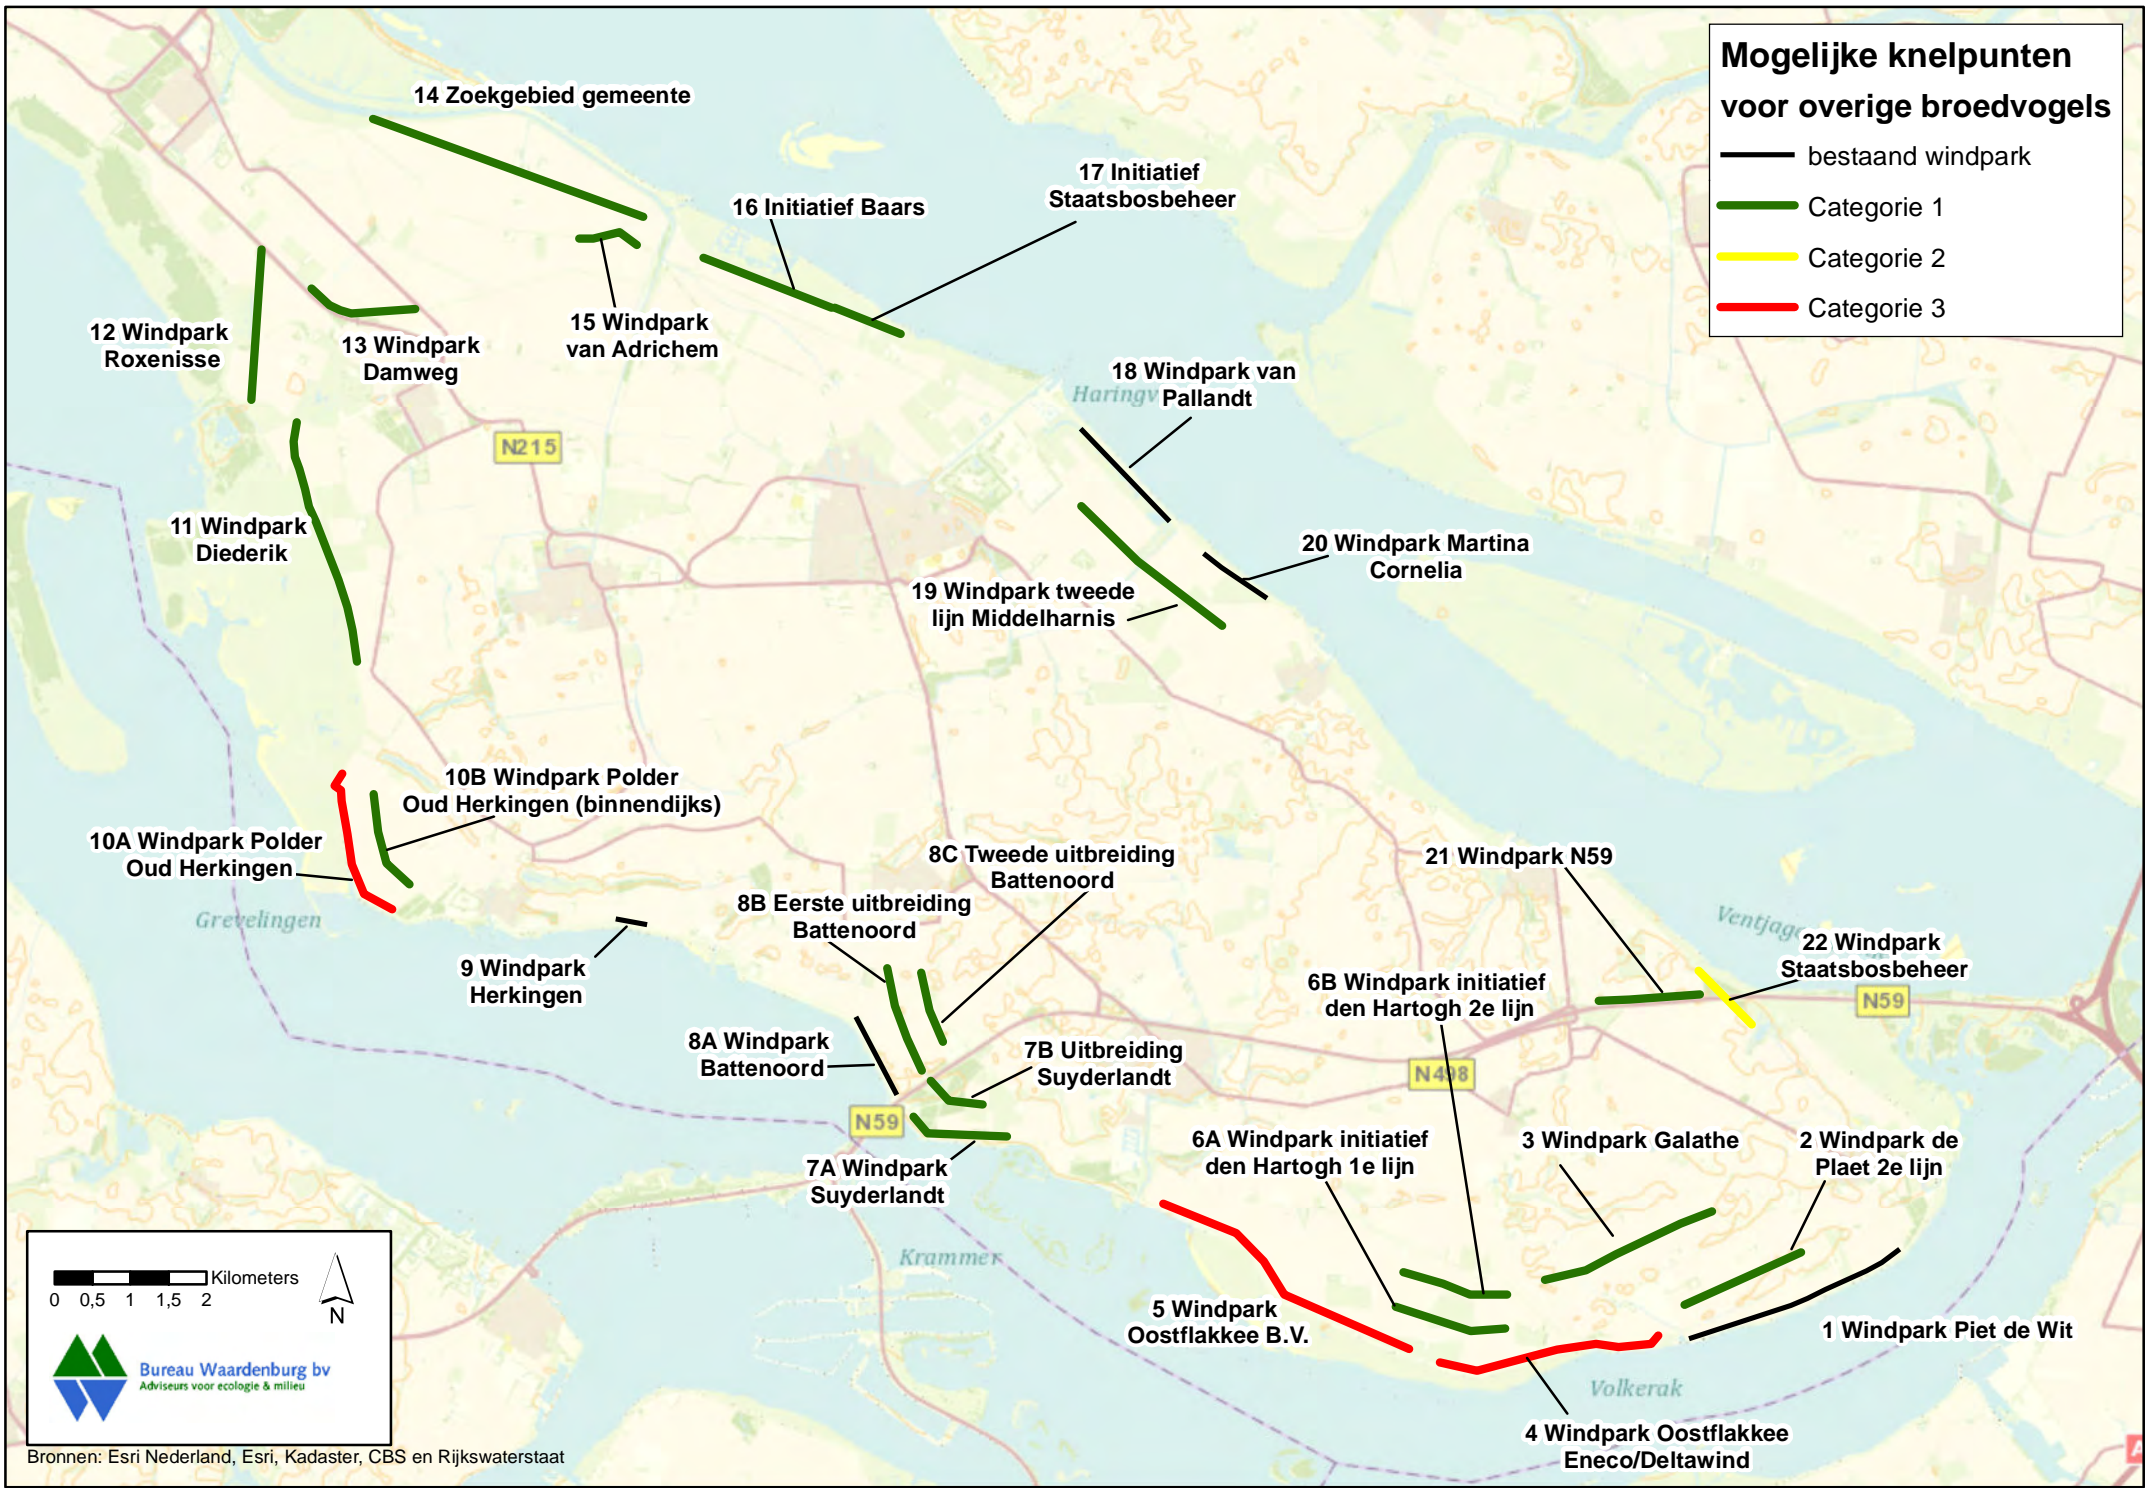 Mogelijke knelpunten
voor overige broedvogels
bestaand windpark
Categorie 1
Categorie 2
Categorie 3
14 Zoekgebied gemeente
17 Initiatief
Staatsbosbeheer
16 Initiatief Baars
15 Windpark
van Adrichem
12 Windpark
Roxenisse
13 Windpark
Damweg
18 Windpark van
Pallandt
N215
11 Windpark
Diederik
20 Windpark Martina
Cornelia
19 Windpark tweede
lijn Middelharnis
10B Windpark Polder
Oud Herkingen (binnendijks)
10A Windpark Polder
Oud Herkingen
Grevelingen
8C Tweede uitbreiding
Battenoord
8B Eerste uitbreiding
Battenoord
21 Windpark N59
22 Windpark
Staatsbosbeheer
N59
9 Windpark
Herkingen
6B Windpark initiatief
den Hartogh 2e lijn
8A Windpark
Battenoord
7B Uitbreiding
Suyderlandt
N498
N59
7A Windpark
Suyderlandt
6A Windpark initiatief
den Hartogh 1e lijn
3 Windpark Galathe
2 Windpark de
Plaet 2e lijn
Krammer
5 Windpark
Oostflakkee B.V.
1 Windpark Piet de Wit
Volkerak
4 Windpark Oostflakkee
Eneco/Deltawind
Kilometers
0 0,5 1 1,5 2
N
Bureau Waardenburg bv
Adviseurs voor ecologie & milieu
Bronnen: Esri Nederland, Esri, Kadaster, CBS en Rijkswaterstaat